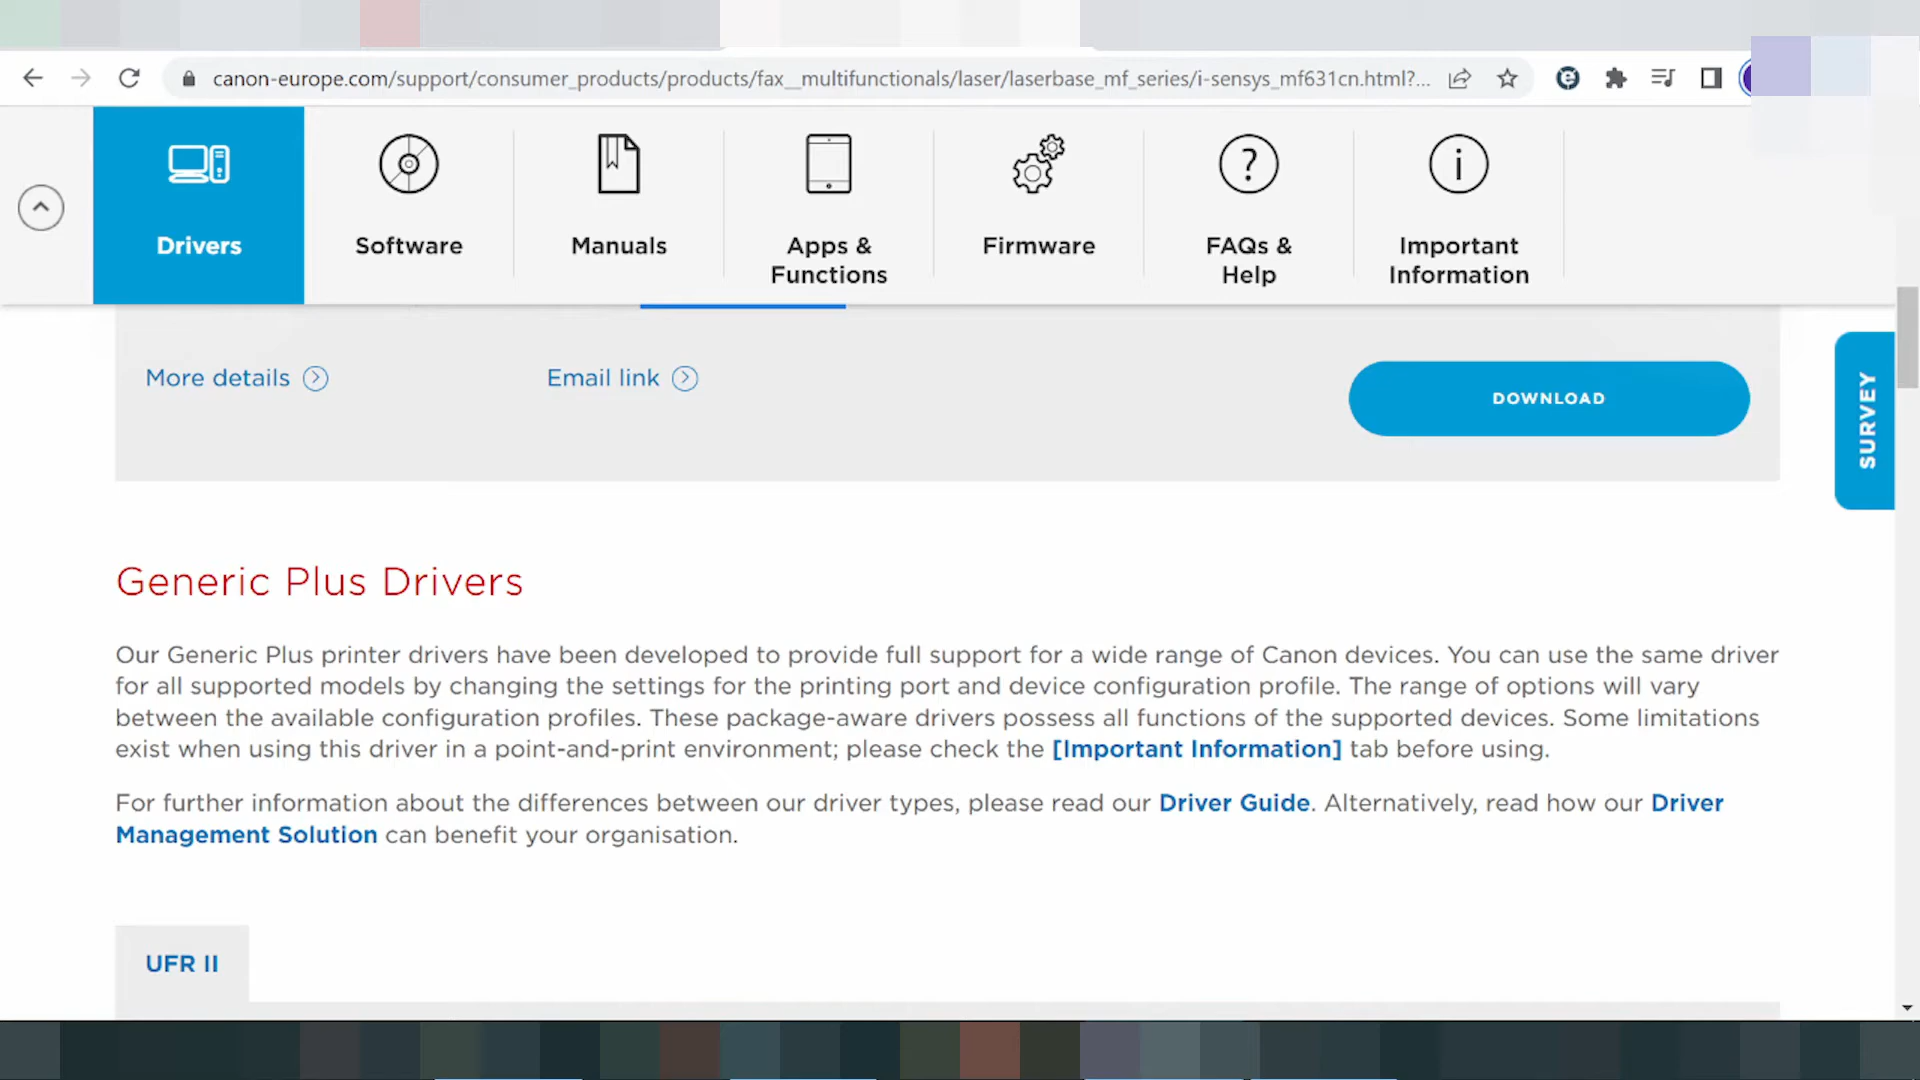 canon-europe.com/support/consumer_products/products/fax__multifunctionals/laser/laserbase_mf_series/i-sensys_mf631cn.html?...
Drivers
Software
Manuals
Apps &
Functions
Firmware
FAQs &
Help
Important
Information
More details
Email link
DOWNLOAD
SURVEY
Generic Plus Drivers
Our Generic Plus printer drivers have been developed to provide full support for a wide range of Canon devices. You can use the same driver
for all supported models by changing the settings for the printing port and device configuration profile. The range of options will vary
between the available configuration profiles. These package-aware drivers possess all functions of the supported devices. Some limitations
exist when using this driver in a point-and-print environment; please check the [Important Information] tab before using.
For further information about the differences between our driver types, please read our Driver Guide. Alternatively, read how our Driver
Management Solution can benefit your organisation.
UFR II